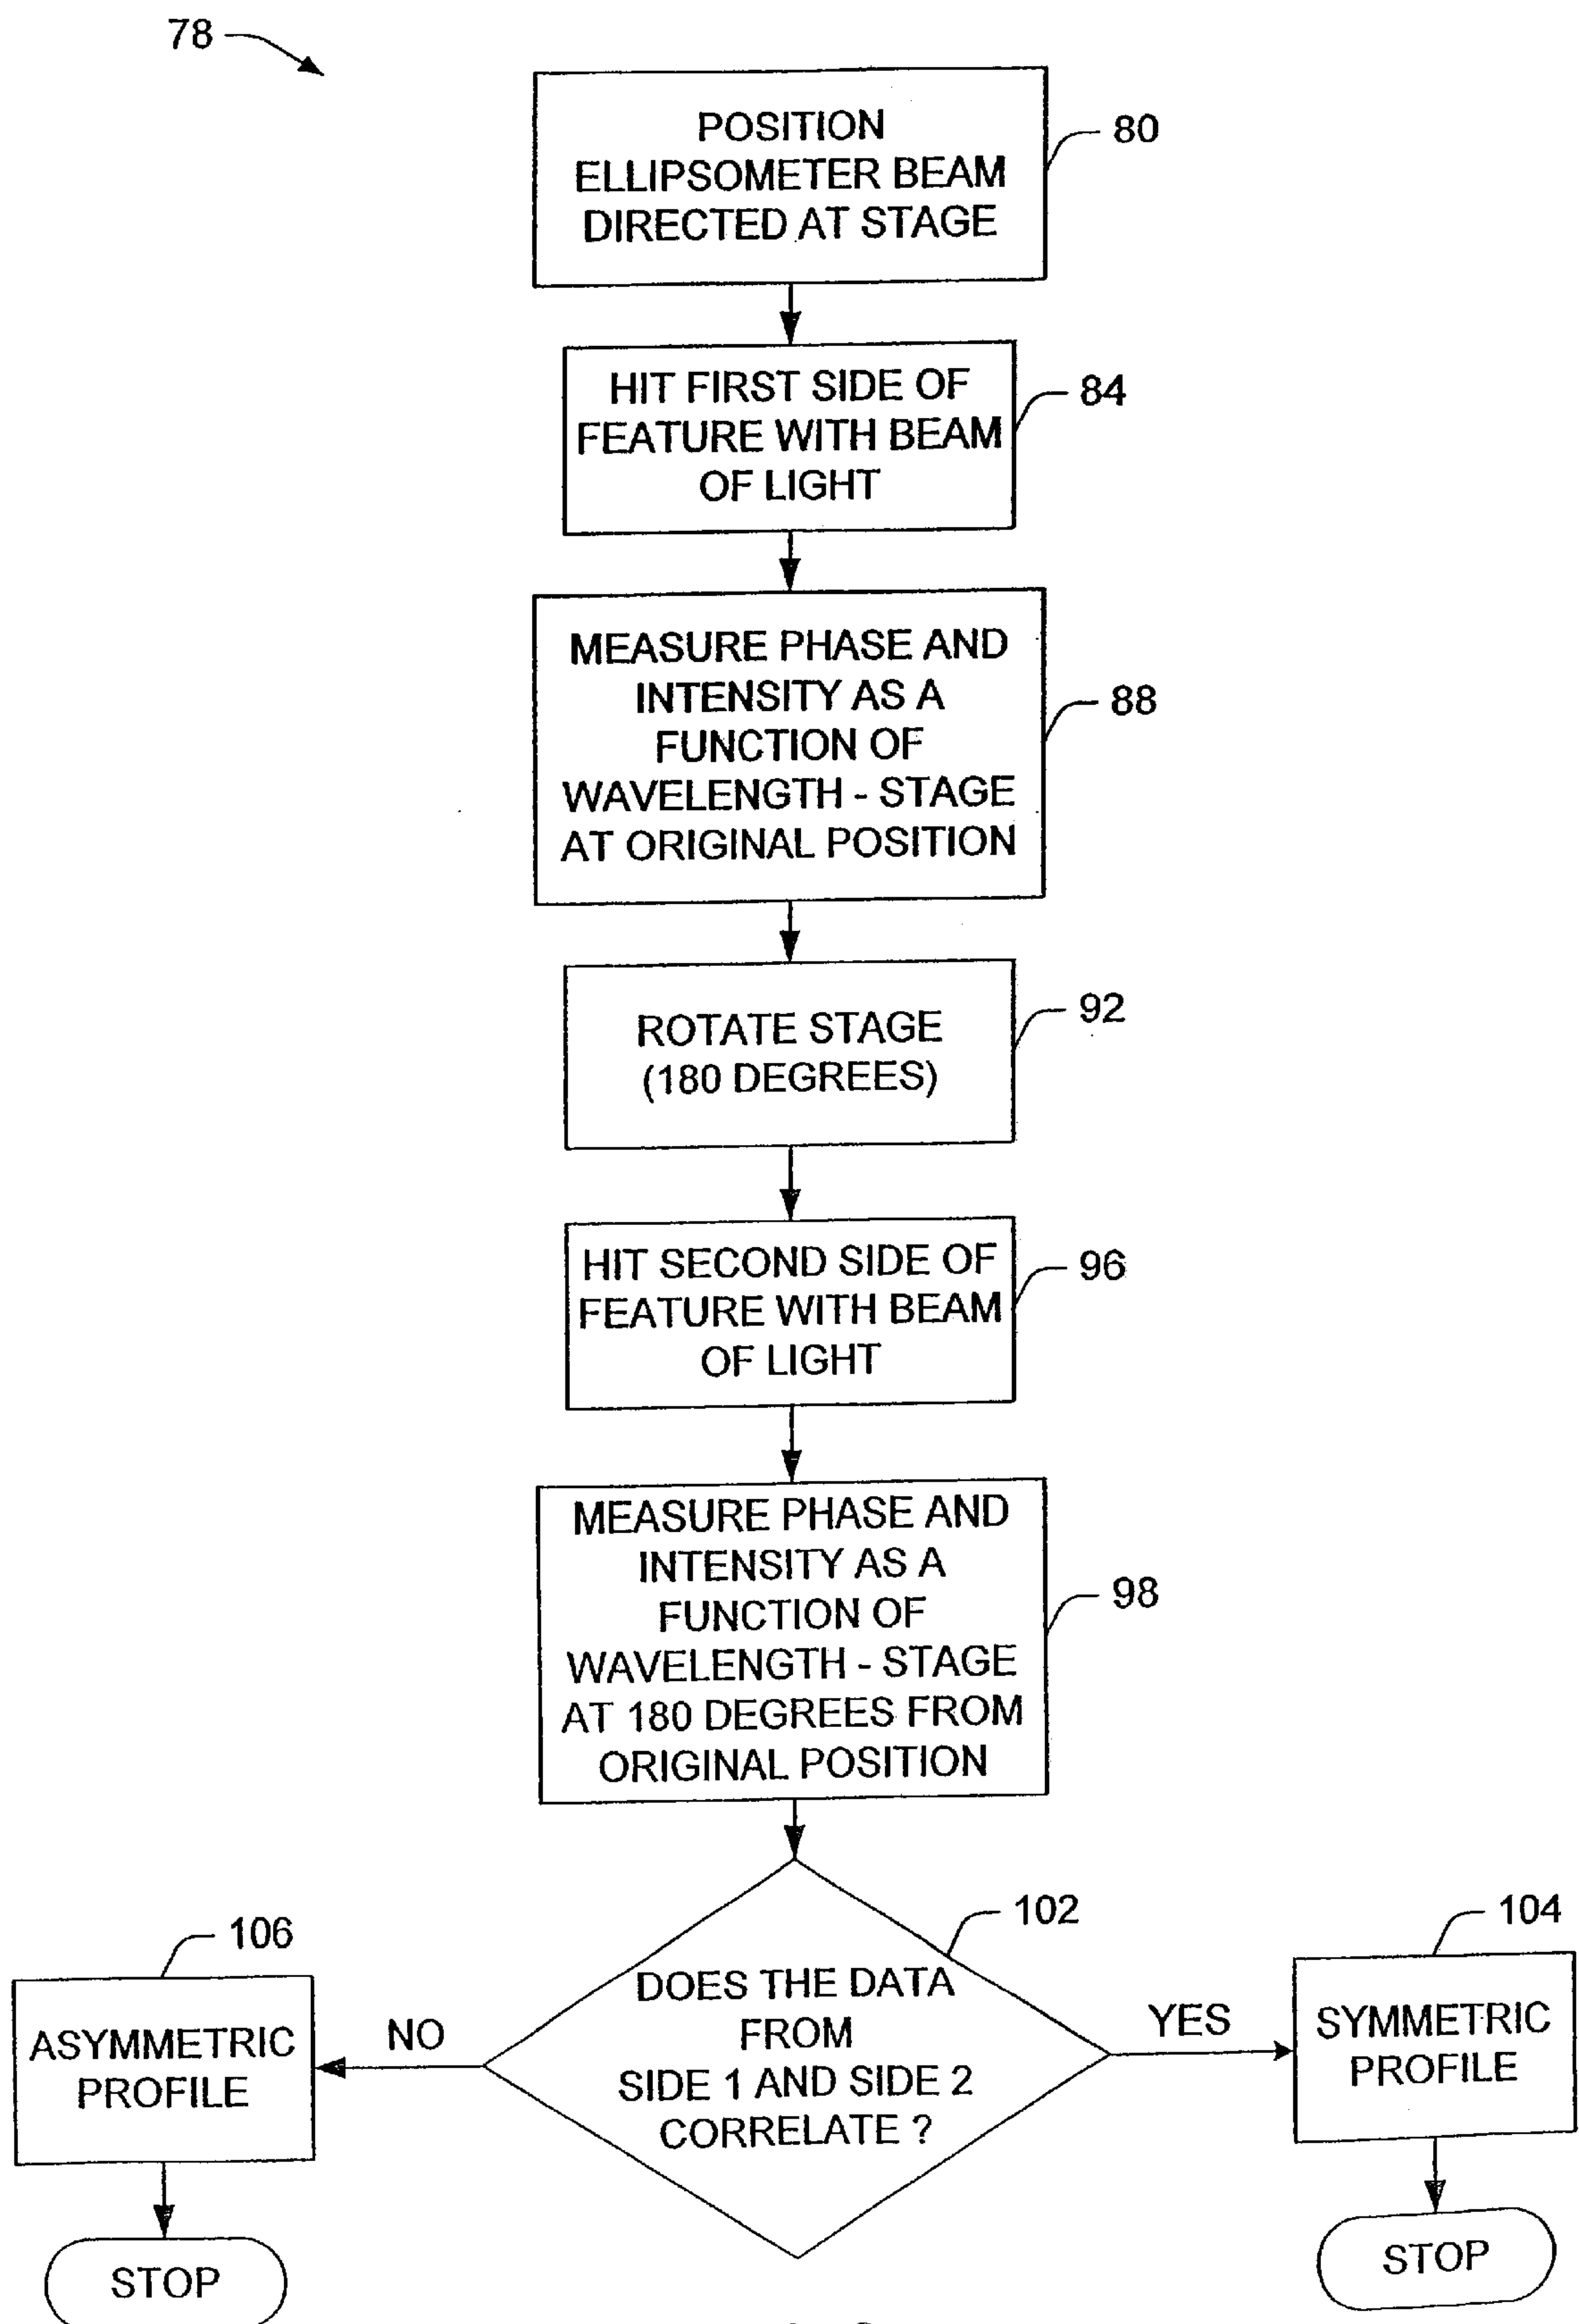 78
POSITION
ELLIPSOMETER BEAM
DIRECTED AT STAGE
80
HIT FIRST SIDE OF
FEATURE WITH BEAM
OF LIGHT
84
MEASURE PHASE AND
INTENSITY AS A
FUNCTION OF
WAVELENGTH - STAGE
AT ORIGINAL POSITION
88
ROTATE STAGE
(180 DEGREES)
92
HIT SECOND SIDE OF
FEATURE WITH BEAM
OF LIGHT
96
MEASURE PHASE AND
INTENSITY AS A
FUNCTION OF
WAVELENGTH - STAGE
AT 180 DEGREES FROM
ORIGINAL POSITION
98
DOES THE DATA
FROM
SIDE 1 AND SIDE 2
CORRELATE ?
102
NO
106
ASYMMETRIC
PROFILE
STOP
YES
104
SYMMETRIC
PROFILE
STOP